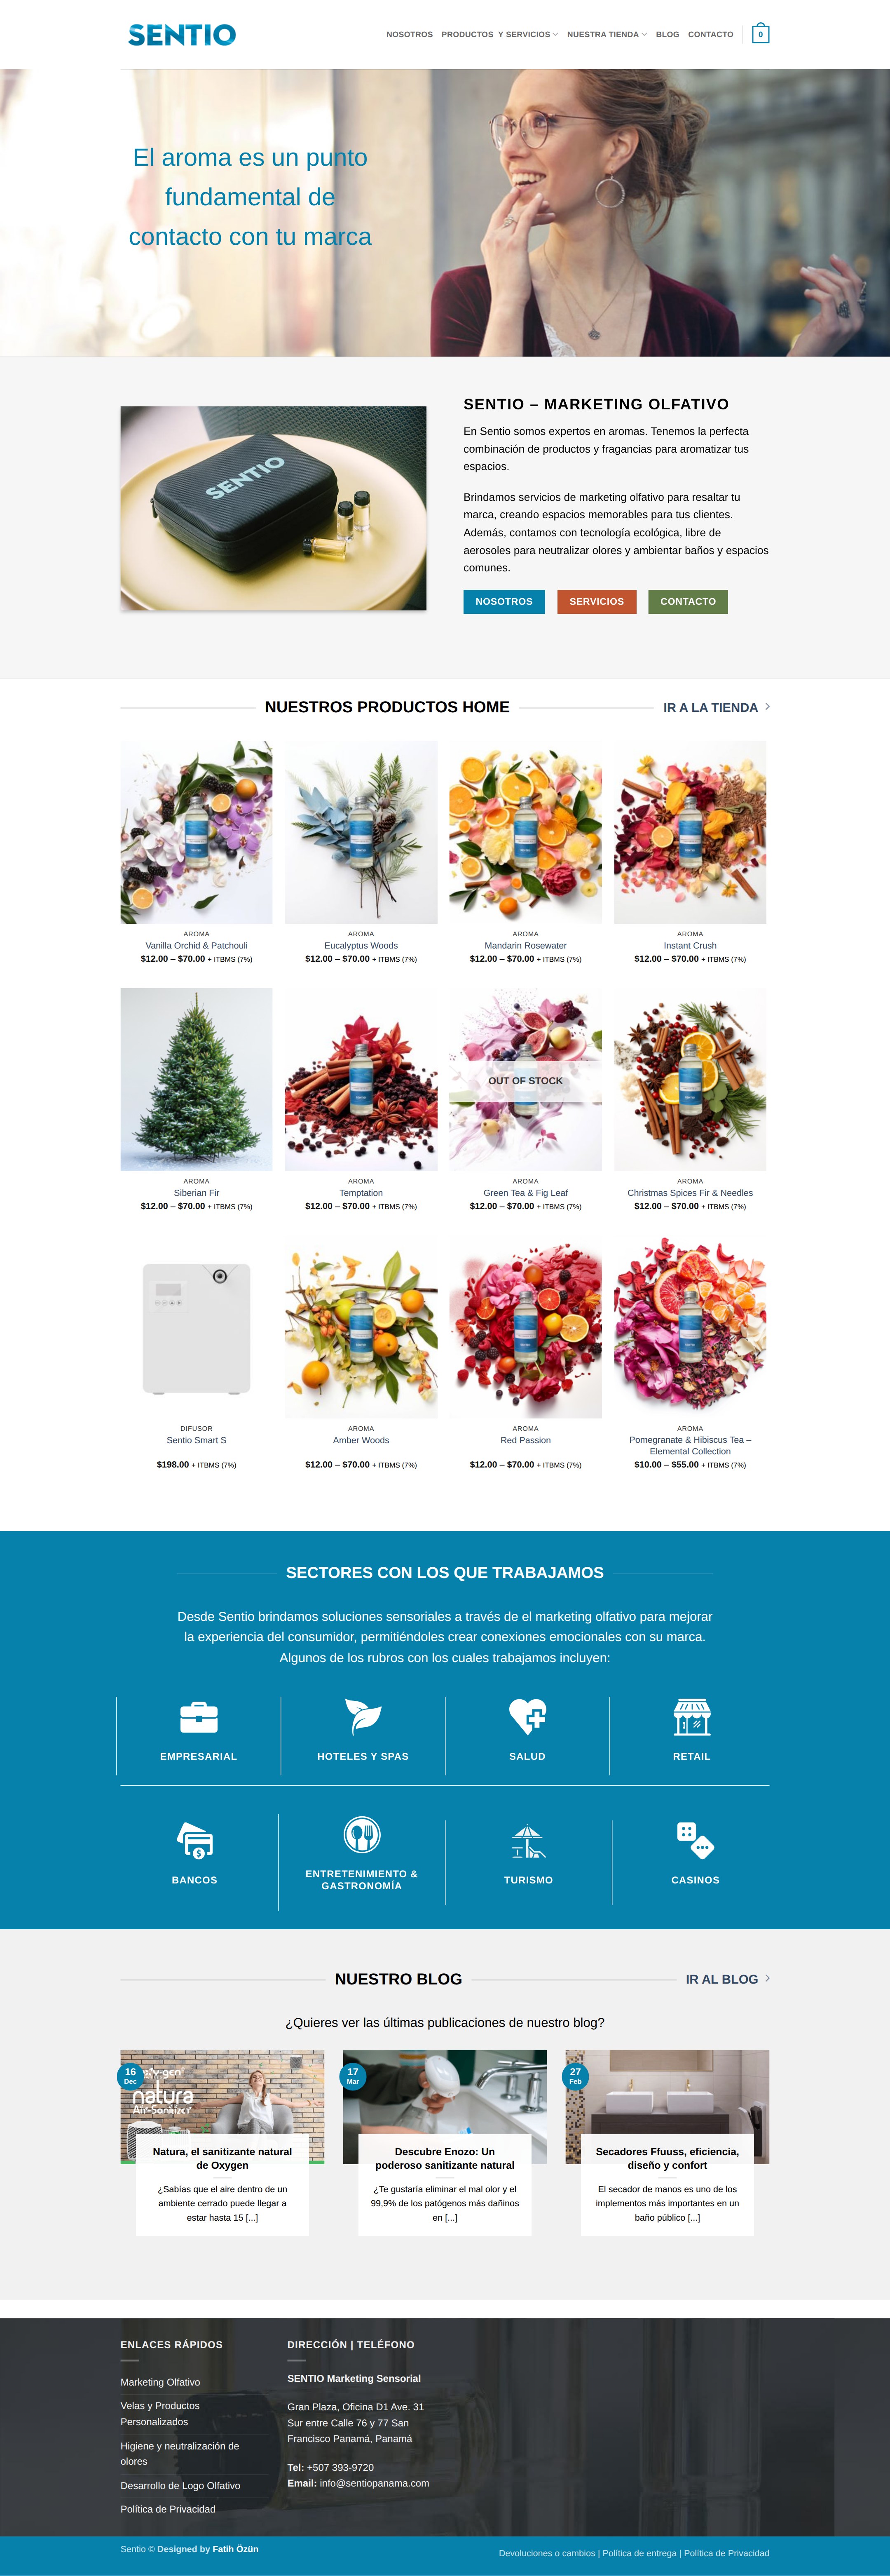 SENTIO
NOSOTROS PRODUCTOS Y SERVICIOS NUESTRA TIENDA BLOG CONTACTO 0
El aroma es un punto
fundamental de
contacto con tu marca
SENTIO
SENTIO – MARKETING OLFATIVO
En Sentio somos expertos en aromas. Tenemos la perfecta
combinación de productos y fragancias para aromatizar tus
espacios.
Brindamos servicios de marketing olfativo para resaltar tu
marca, creando espacios memorables para tus clientes.
Además, contamos con tecnología ecológica, libre de
aerosoles para neutralizar olores y ambientar baños y espacios
comunes.
NOSOTROS SERVICIOS CONTACTO
NUESTROS PRODUCTOS HOME
IR A LA TIENDA
AROMA
Vanilla Orchid & Patchouli
$12.00 – $70.00 + ITBMS (7%)
AROMA
Eucalyptus Woods
$12.00 – $70.00 + ITBMS (7%)
AROMA
Mandarin Rosewater
$12.00 – $70.00 + ITBMS (7%)
AROMA
Instant Crush
$12.00 – $70.00 + ITBMS (7%)
AROMA
Siberian Fir
$12.00 – $70.00 + ITBMS (7%)
AROMA
Temptation
$12.00 – $70.00 + ITBMS (7%)
OUT OF STOCK
AROMA
Green Tea & Fig Leaf
$12.00 – $70.00 + ITBMS (7%)
AROMA
Christmas Spices Fir & Needles
$12.00 – $70.00 + ITBMS (7%)
DIFUSOR
Sentio Smart S
$198.00 + ITBMS (7%)
AROMA
Amber Woods
$12.00 – $70.00 + ITBMS (7%)
AROMA
Red Passion
$12.00 – $70.00 + ITBMS (7%)
AROMA
Pomegranate & Hibiscus Tea –
Elemental Collection
$10.00 – $55.00 + ITBMS (7%)
SECTORES CON LOS QUE TRABAJAMOS
Desde Sentio brindamos soluciones sensoriales a través de el marketing olfativo para mejorar
la experiencia del consumidor, permitiéndoles crear conexiones emocionales con su marca.
Algunos de los rubros con los cuales trabajamos incluyen:
EMPRESARIAL
HOTELES Y SPAS
SALUD
RETAIL
BANCOS
ENTRETENIMIENTO &
GASTRONOMÍA
TURISMO
CASINOS
NUESTRO BLOG
IR AL BLOG
¿Quieres ver las últimas publicaciones de nuestro blog?
16
Dec
natura
Air-Sanitizer
Natura, el sanitizante natural
de Oxygen
¿Sabías que el aire dentro de un
ambiente cerrado puede llegar a
estar hasta 15 [...]
17
Mar
Descubre Enozo: Un
poderoso sanitizante natural
¿Te gustaría eliminar el mal olor y el
99,9% de los patógenos más dañinos
en [...]
27
Feb
Secadores Ffuuss, eficiencia,
diseño y confort
El secador de manos es uno de los
implementos más importantes en un
baño público [...]
ENLACES RÁPIDOS
Marketing Olfativo
Velas y Productos
Personalizados
Higiene y neutralización de
olores
Desarrollo de Logo Olfativo
Política de Privacidad
DIRECCIÓN | TELÉFONO
SENTIO Marketing Sensorial
Gran Plaza, Oficina D1 Ave. 31
Sur entre Calle 76 y 77 San
Francisco Panamá, Panamá
Tel: +507 393-9720
Email: info@sentiopanama.com
Sentio © Designed by Fatih Özün
Devoluciones o cambios | Política de entrega | Política de Privacidad